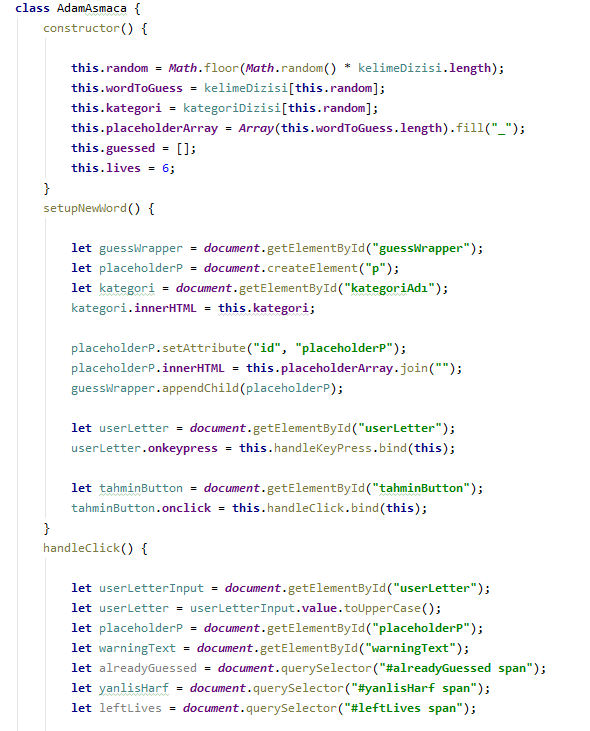 class AdamAsmaca {
constructor() {
this.random = Math.floor(Math.random() * kelimeDizisi.length);
this.wordToGuess = kelimeDizisi[this.random];
this.kategori = kategoriDizisi[this.random];
this.placeholderArray = Array(this.wordToGuess.length).fill("_");
this.guessed = [];
this.lives = 6;
}
setupNewWord() {
let guessWrapper = document.getElementById("guessWrapper");
let placeholderP = document.createElement("p");
let kategori = document.getElementById("kategoriAdı");
kategori.innerHTML = this.kategori;
placeholderP.setAttribute("id", "placeholderP");
placeholderP.innerHTML = this.placeholderArray.join("");
guessWrapper.appendChild(placeholderP);
let userLetter = document.getElementById("userLetter");
userLetter.onkeypress = this.handleKeyPress.bind(this);
let tahminButton = document.getElementById("tahminButton");
tahminButton.onclick = this.handleClick.bind(this);
}
handleClick() {
let userLetterInput = document.getElementById("userLetter");
let userLetter = userLetterInput.value.toUpperCase();
let placeholderP = document.getElementById("placeholderP");
let warningText = document.getElementById("warningText");
let alreadyGuessed = document.querySelector("#alreadyGuessed span");
let yanlisHarf = document.querySelector("#yanlisHarf span");
let leftLives = document.querySelector("#leftLives span");